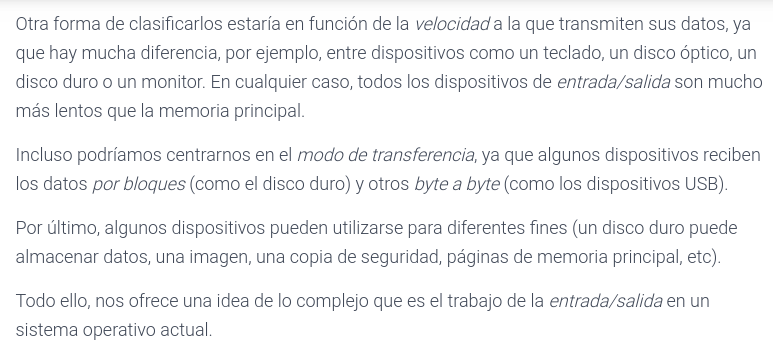 Otra forma de clasificarlos estaría en función de la velocidad a la que transmiten sus datos, ya
que hay mucha diferencia, por ejemplo, entre dispositivos como un teclado, un disco óptico, un
disco duro o un monitor. En cualquier caso, todos los dispositivos de entrada/salida son mucho
más lentos que la memoria principal.
Incluso podríamos centrarnos en el modo de transferencia, ya que algunos dispositivos reciben
los datos por bloques (como el disco duro) y otros byte a byte (como los dispositivos USB).
Por último, algunos dispositivos pueden utilizarse para diferentes fines (un disco duro puede
almacenar datos, una imagen, una copia de seguridad, páginas de memoria principal, etc).
Todo ello, nos ofrece una idea de lo complejo que es el trabajo de la entrada/salida en un
sistema operativo actual.